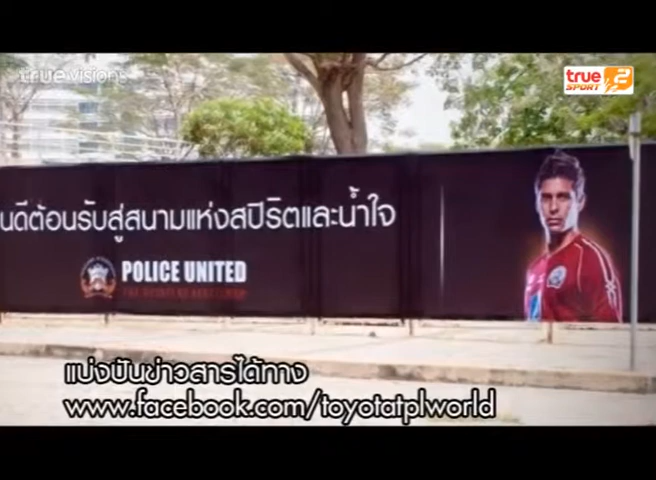 true visions
true
SPORT 2
นดีต้อนรับสู่สนามแห่งสปิริตและน้ำใจ
POLICE UNITED
แบ่งปันข่าวสารได้ทาง
www.facebook.com/toyotatplworld